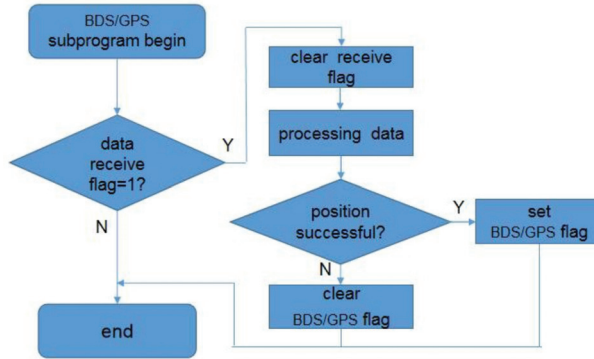 BDS/GPS
subprogram begin
data
receive
flag=1?
Y
N
clear receive
flag
processing data
position
successful?
Y
N
set
BDS/GPS flag
clear
BDS/GPS flag
end